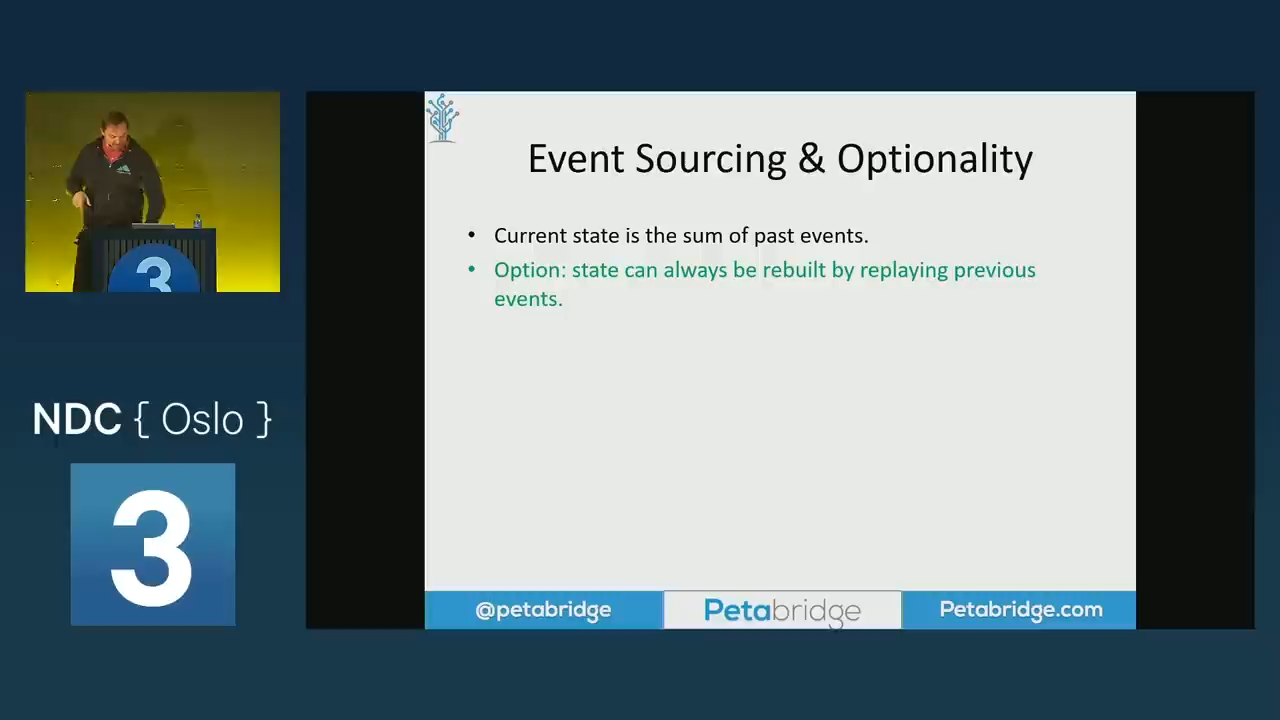 Event Sourcing & Optionality
• Current state is the sum of past events.
• Option: state can always be rebuilt by replaying previous
events.
3
NDC { Oslo }
3
@petabridge
Petabridge
Petabridge.com